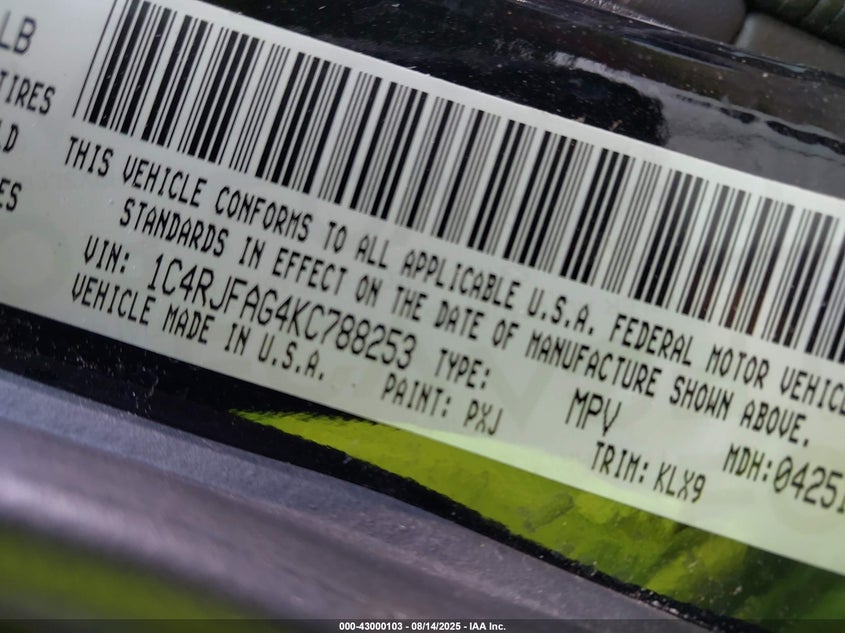 LB
TIRES
LD
ES
THIS VEHICLE CONFORMS TO ALL APPLICABLE U.S.A. FEDERAL MOTOR VEHICLE
STANDARDS IN EFFECT ON THE DATE OF MANUFACTURE SHOWN ABOVE.
VIN: 1C4RJFAG4KC788253 TYPE: MPV MDH:04251
VEHICLE MADE IN U.S.A. PAINT: PXJ TRIM: KLX9
000-43000103 - 08/14/2025 - IAA Inc.